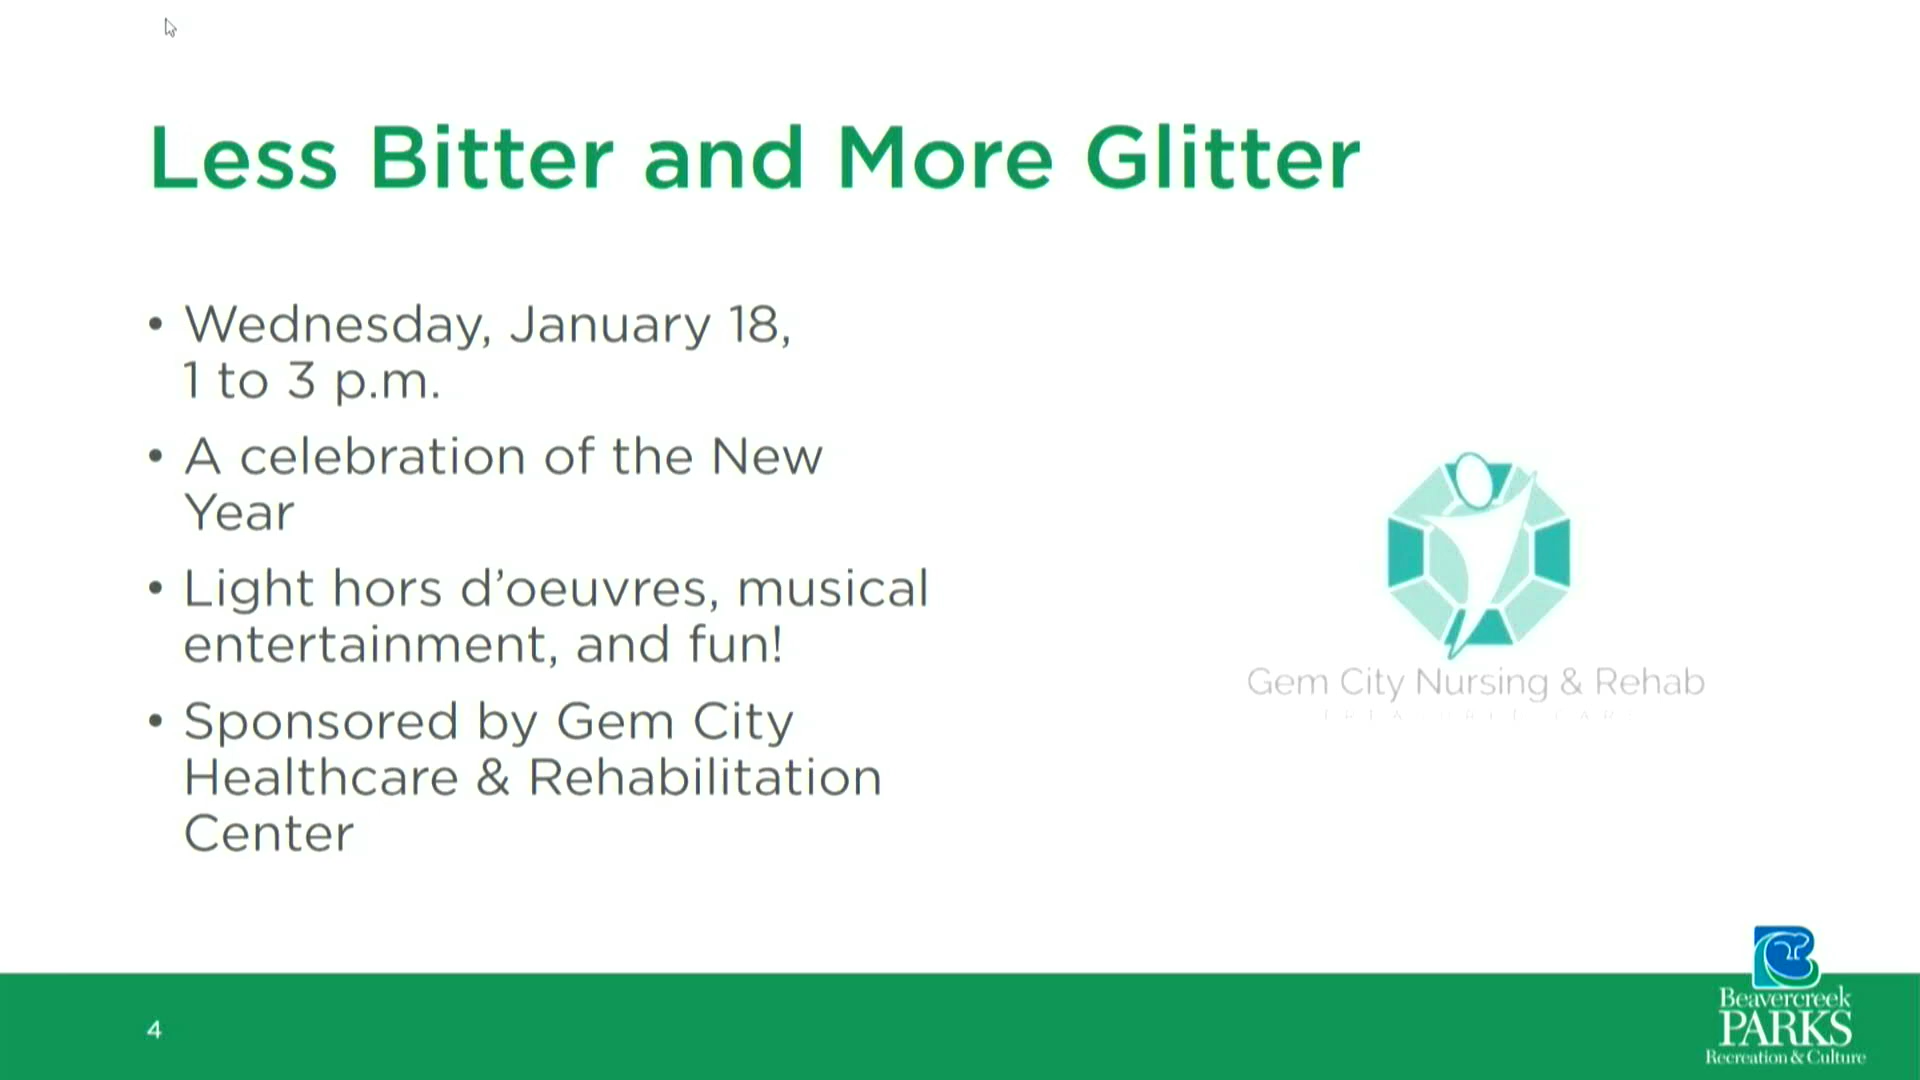 Less Bitter and More Glitter
• Wednesday, January 18,
1 to 3 p.m.
• A celebration of the New
Year
• Light hors d’oeuvres, musical
entertainment, and fun!
• Sponsored by Gem City
Healthcare & Rehabilitation
Center
Gem City Nursing & Rehab
4
Beavercreek
PARKS
Recreation & Culture